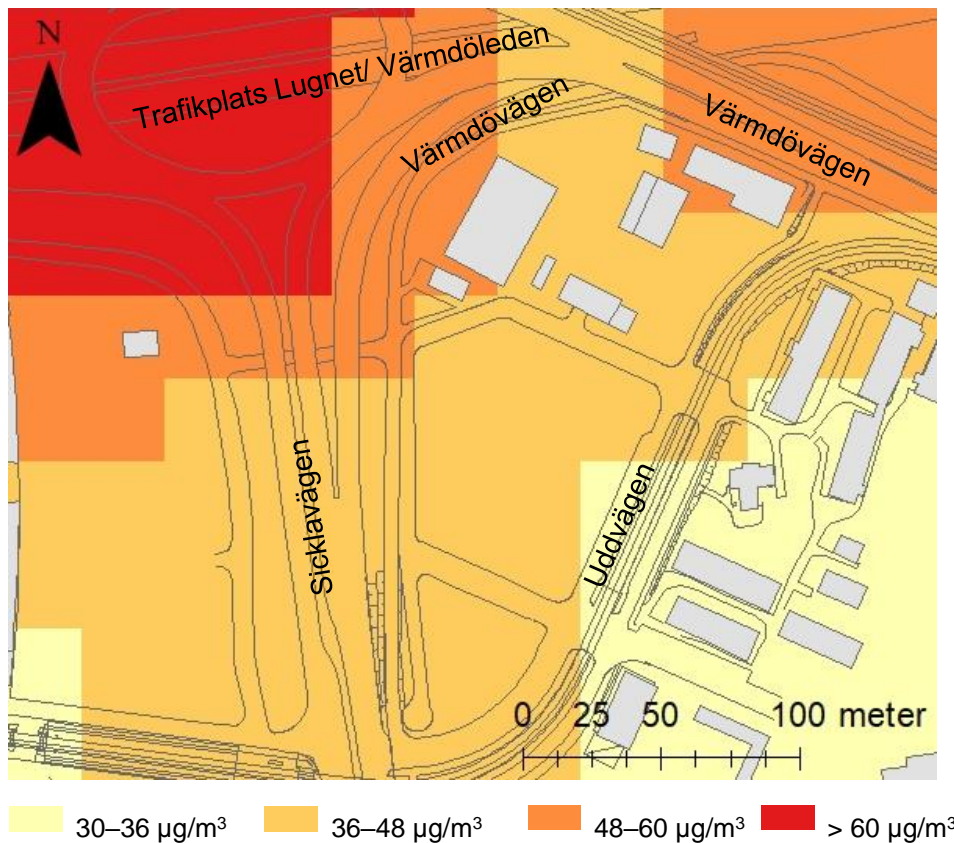 N
Trafikplats Lugnet/ Värmdöleden
Värmdövägen
Värmdövägen
Sicklavägen
Uddvägen
0 25 50 100 meter
30–36 µg/m³
36–48 µg/m³
48–60 µg/m³
> 60 µg/m³